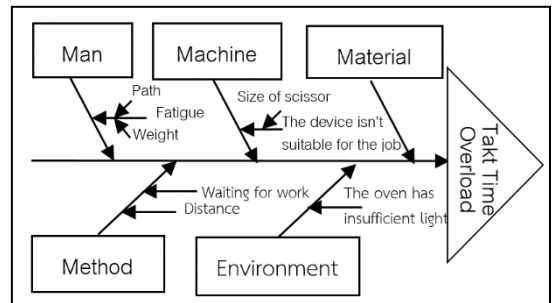 Man
Machine
Material
Path
Fatigue
Weight
Size of scissor
The device isn't
suitable for the job
Takt Time
Overload
Waiting for work
Distance
The oven has
insufficient light
Method
Environment